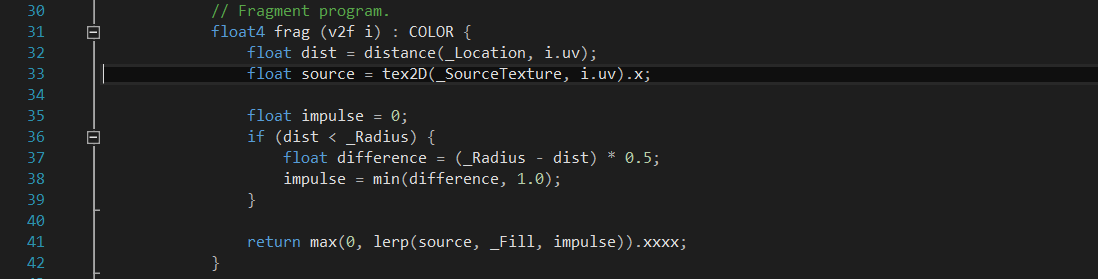 30 // Fragment program.
31 float4 frag (v2f i) : COLOR {
32 float dist = distance(_Location, i.uv);
33 float source = tex2D(_SourceTexture, i.uv).x;
34
35 float impulse = 0;
36 if (dist < _Radius) {
37 float difference = (_Radius - dist) * 0.5;
38 impulse = min(difference, 1.0);
39 }
40
41 return max(0, lerp(source, _Fill, impulse)).xxxx;
42 }